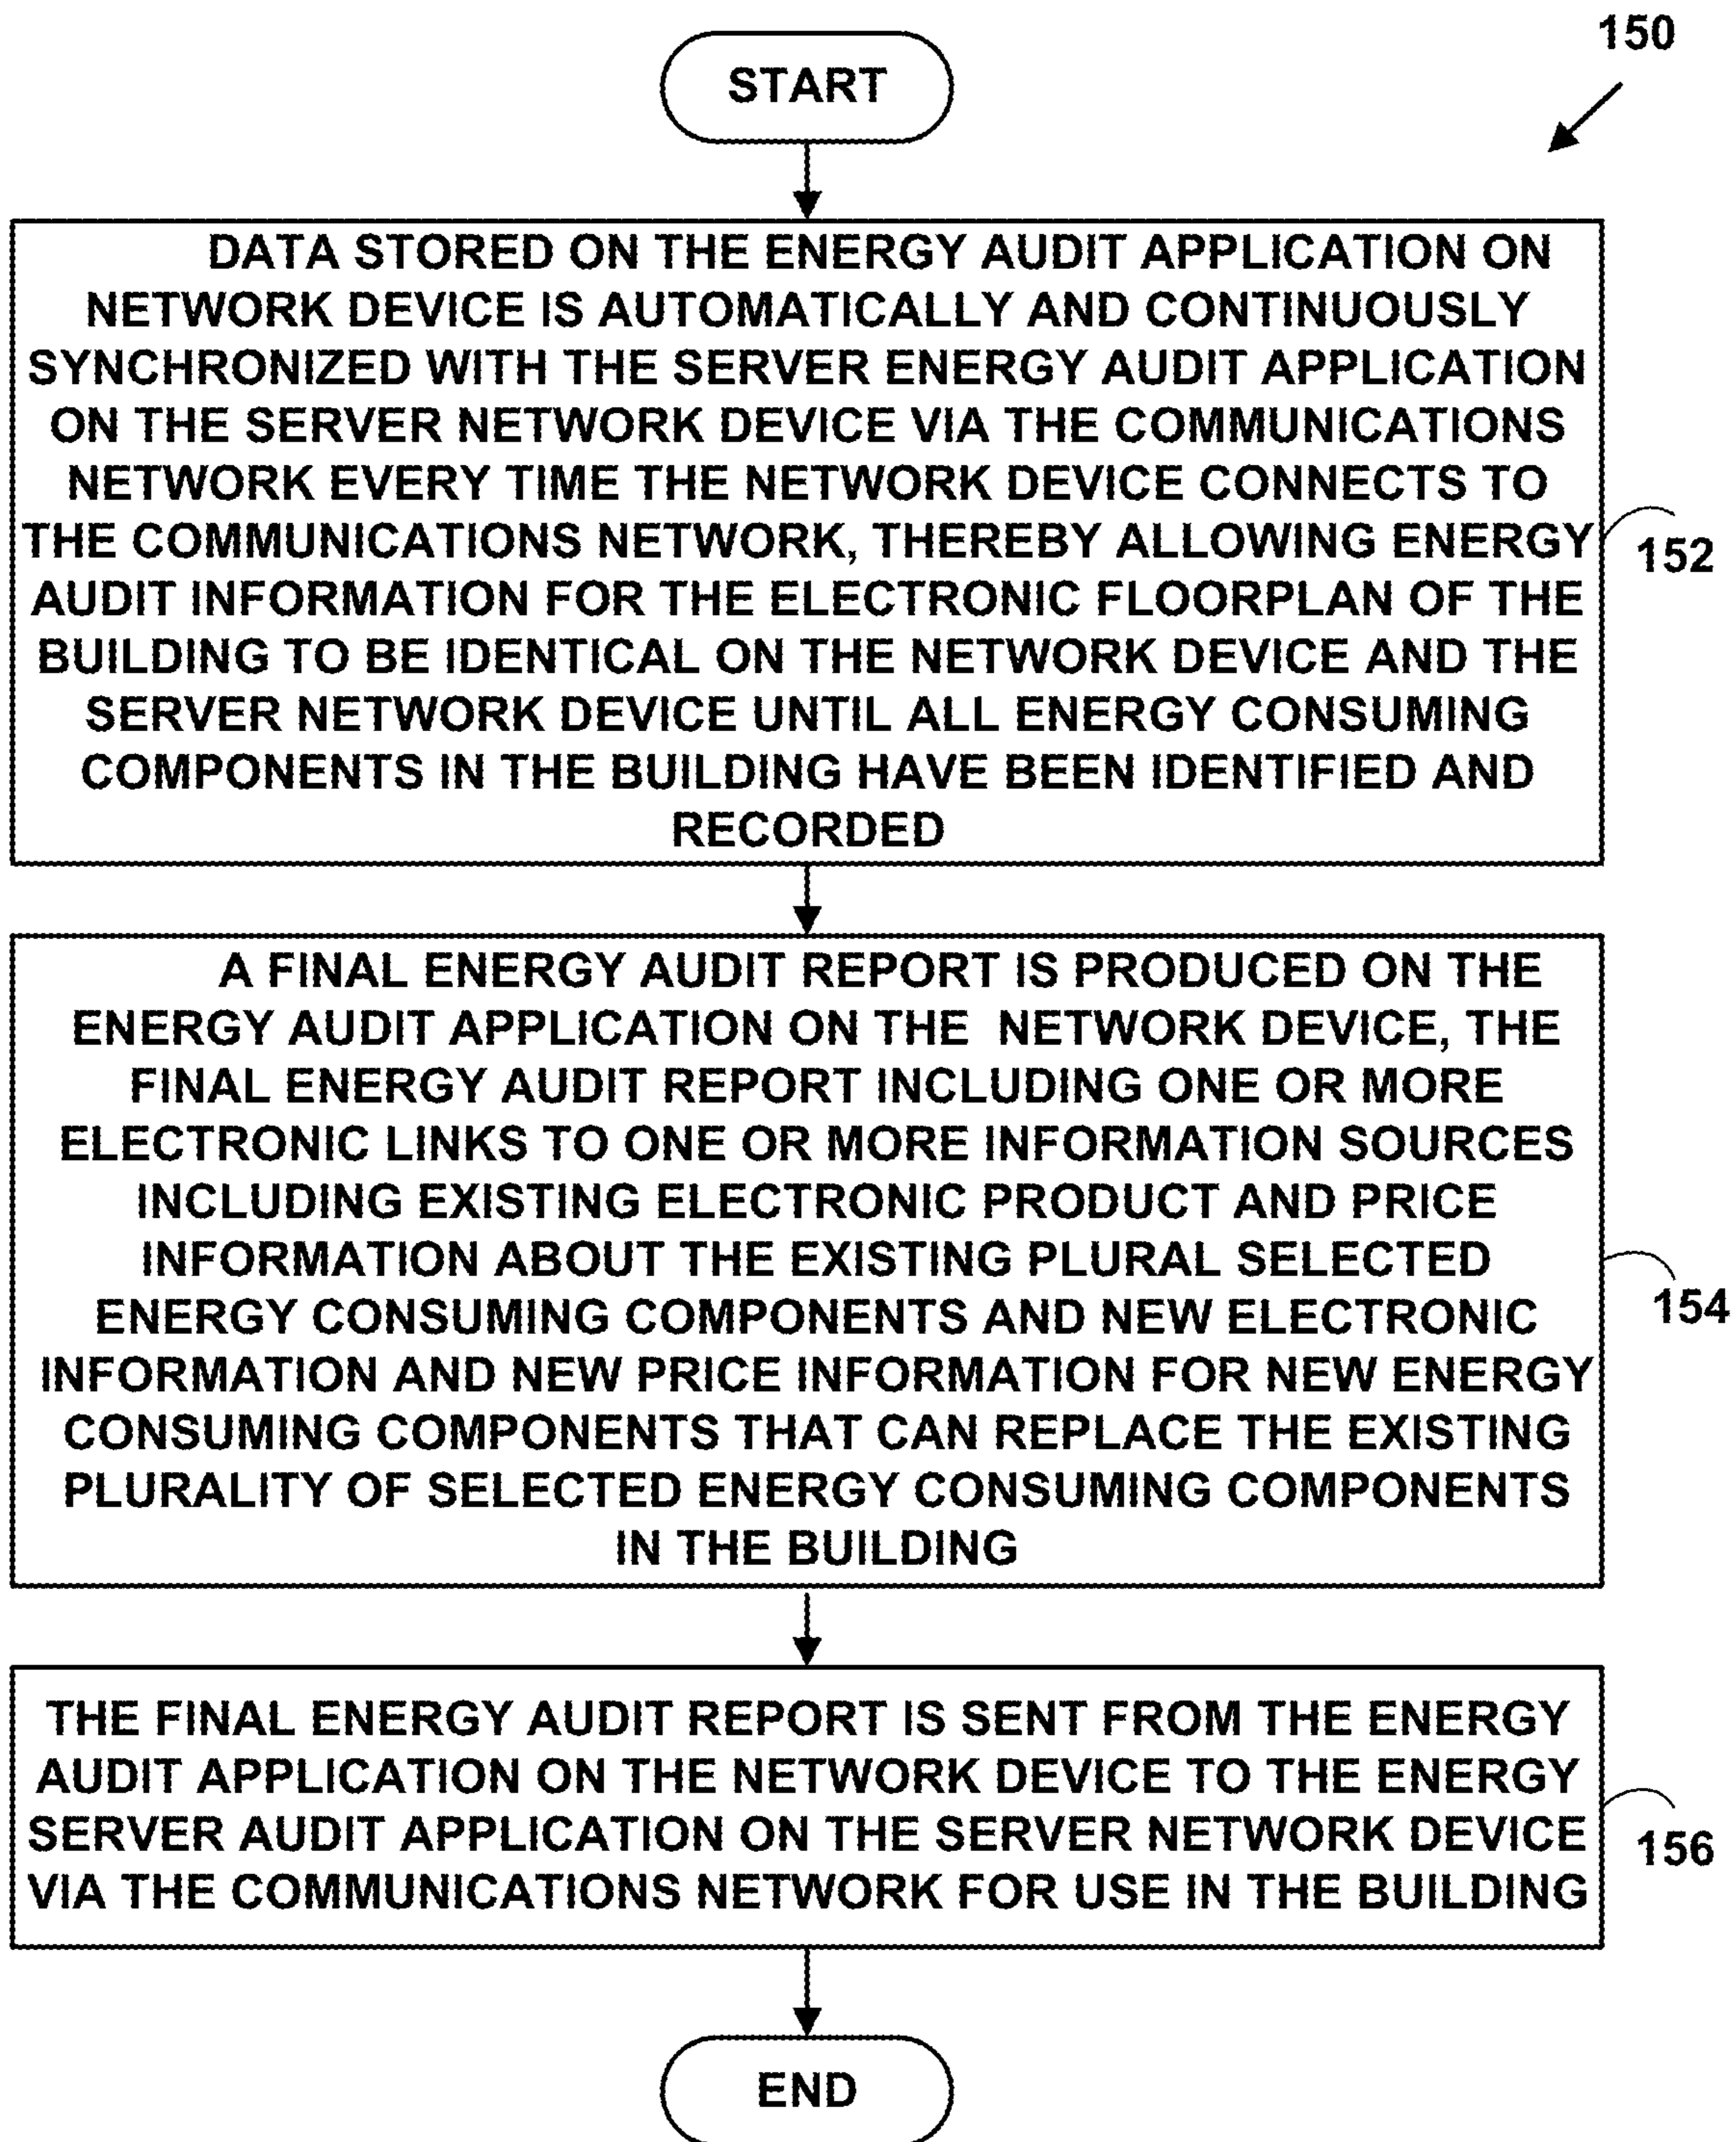 150
START
DATA STORED ON THE ENERGY AUDIT APPLICATION ON
NETWORK DEVICE IS AUTOMATICALLY AND CONTINUOUSLY
SYNCHRONIZED WITH THE SERVER ENERGY AUDIT APPLICATION
ON THE SERVER NETWORK DEVICE VIA THE COMMUNICATIONS
NETWORK EVERY TIME THE NETWORK DEVICE CONNECTS TO
THE COMMUNICATIONS NETWORK, THEREBY ALLOWING ENERGY
AUDIT INFORMATION FOR THE ELECTRONIC FLOORPLAN OF THE
BUILDING TO BE IDENTICAL ON THE NETWORK DEVICE AND THE
SERVER NETWORK DEVICE UNTIL ALL ENERGY CONSUMING
COMPONENTS IN THE BUILDING HAVE BEEN IDENTIFIED AND
RECORDED
152
A FINAL ENERGY AUDIT REPORT IS PRODUCED ON THE
ENERGY AUDIT APPLICATION ON THE NETWORK DEVICE, THE
FINAL ENERGY AUDIT REPORT INCLUDING ONE OR MORE
ELECTRONIC LINKS TO ONE OR MORE INFORMATION SOURCES
INCLUDING EXISTING ELECTRONIC PRODUCT AND PRICE
INFORMATION ABOUT THE EXISTING PLURAL SELECTED
ENERGY CONSUMING COMPONENTS AND NEW ELECTRONIC
INFORMATION AND NEW PRICE INFORMATION FOR NEW ENERGY
CONSUMING COMPONENTS THAT CAN REPLACE THE EXISTING
PLURALITY OF SELECTED ENERGY CONSUMING COMPONENTS
IN THE BUILDING
154
THE FINAL ENERGY AUDIT REPORT IS SENT FROM THE ENERGY
AUDIT APPLICATION ON THE NETWORK DEVICE TO THE ENERGY
SERVER AUDIT APPLICATION ON THE SERVER NETWORK DEVICE
VIA THE COMMUNICATIONS NETWORK FOR USE IN THE BUILDING
156
END